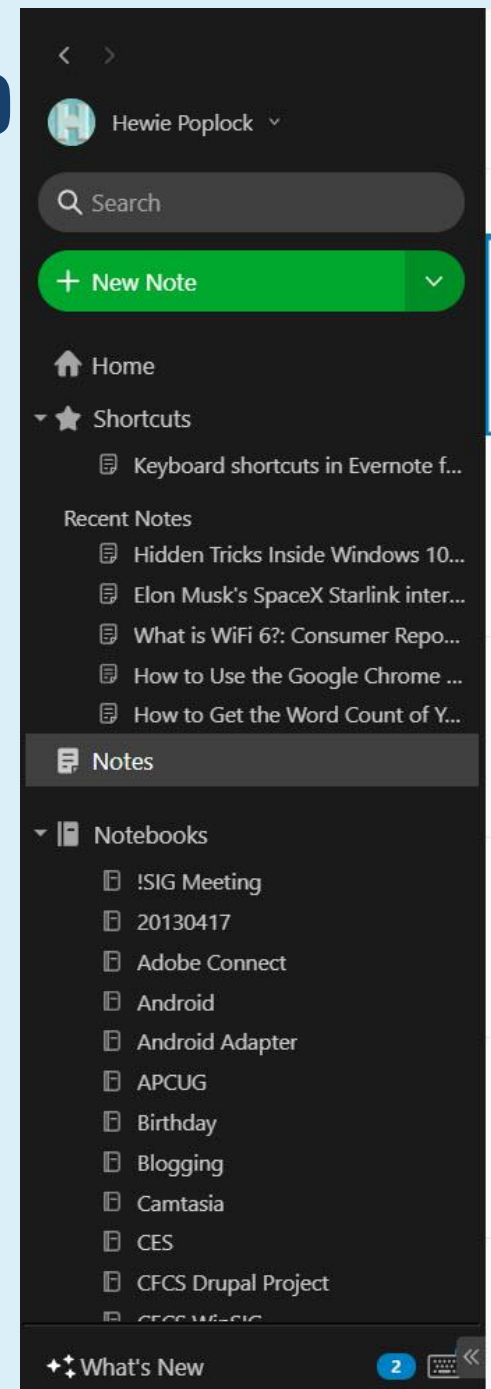 Hewie Poplock
Search
+ New Note
Home
Shortcuts
Keyboard shortcuts in Evernote f...
Recent Notes
Hidden Tricks Inside Windows 10...
Elon Musk's SpaceX Starlink inter...
What is WiFi 6?: Consumer Repo...
How to Use the Google Chrome ...
How to Get the Word Count of Y...
Notes
Notebooks
!SIG Meeting
20130417
Adobe Connect
Android
Android Adapter
APCUG
Birthday
Blogging
Camtasia
CES
CFCS Drupal Project
CFCS WinSIG
What's New 2